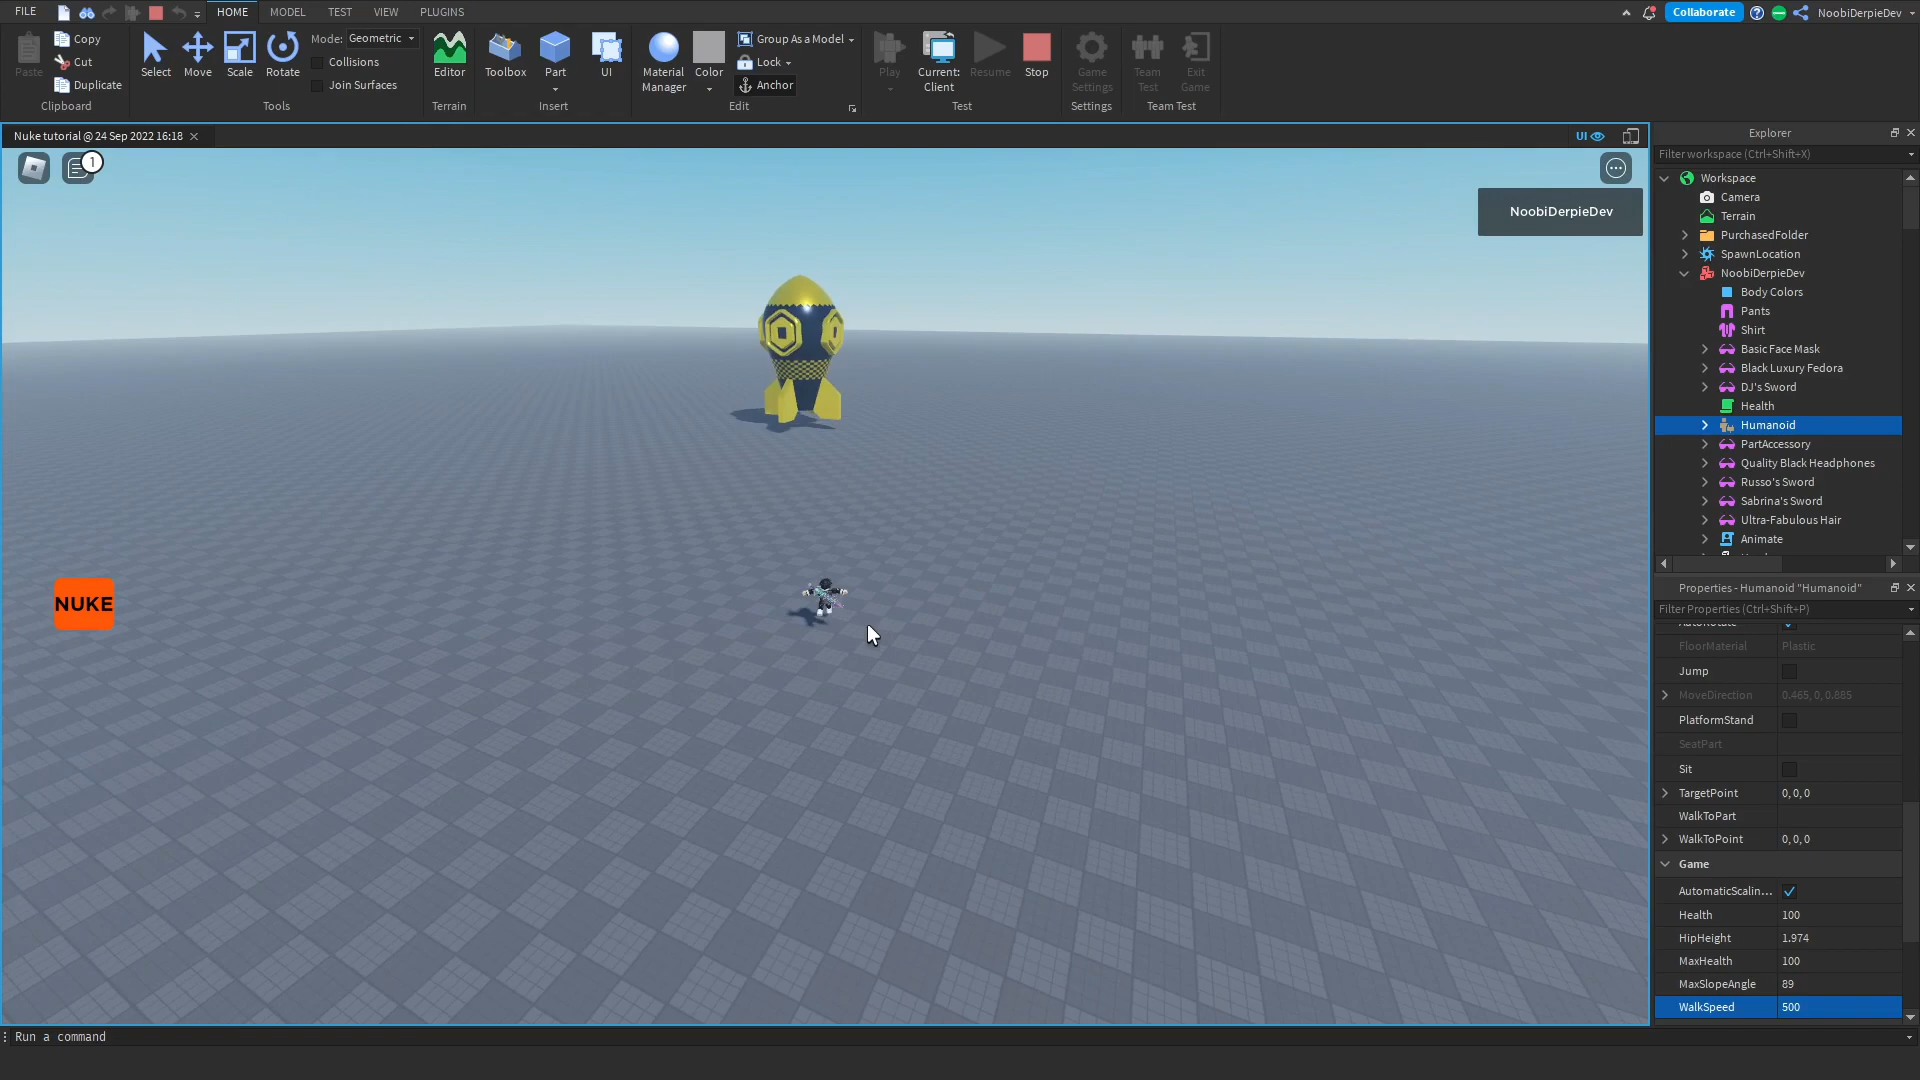 FILE
HOME
MODEL
TEST
VIEW
PLUGINS
Collaborate
NoobiDerpieDev
Paste
Copy
Cut
Duplicate
Clipboard
Select
Move
Scale
Rotate
Mode: Geometric
Collisions
Join Surfaces
Tools
Editor
Terrain
Toolbox
Part
UI
Insert
Material
Manager
Color
Group As a Model
Lock
Anchor
Edit
Play
Current:
Client
Resume
Stop
Test
Game
Settings
Settings
Team
Test
Exit
Game
Team Test
Nuke tutorial @ 24 Sep 2022 16:18
UI
1
NoobiDerpieDev
NUKE
Explorer
Filter workspace (Ctrl+Shift+X)
Workspace
Camera
Terrain
PurchasedFolder
SpawnLocation
NoobiDerpieDev
Body Colors
Pants
Shirt
Basic Face Mask
Black Luxury Fedora
DJ's Sword
Health
Humanoid
PartAccessory
Quality Black Headphones
Russo's Sword
Sabrina's Sword
Ultra-Fabulous Hair
Animate
Properties - Humanoid "Humanoid"
Filter Properties (Ctrl+Shift+P)
FloorMaterial Plastic
Jump
MoveDirection 0.465, 0, 0.885
PlatformStand
SeatPart
Sit
TargetPoint 0, 0, 0
WalkToPart
WalkToPoint 0, 0, 0
Game
AutomaticScalin...
Health 100
HipHeight 1.974
MaxHealth 100
MaxSlopeAngle 89
WalkSpeed 500
Run a command